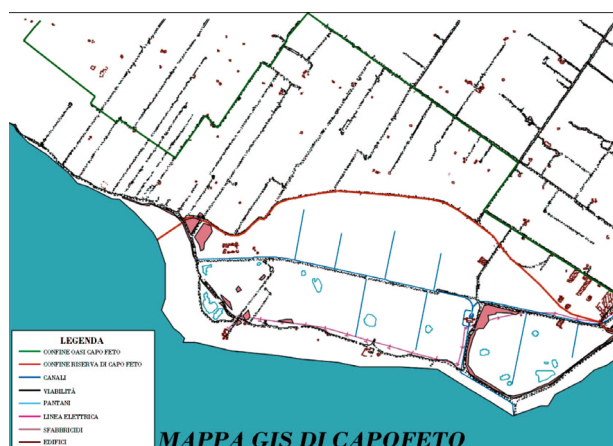 LEGENDA
CONFINE OASI CAPO FETO
CONFINE RISERVA DI CAPO FETO
CANALI
VIABILITÀ
PANTANI
LINEA ELETTRICA
SFABBRICIDI
EDIFICI
MAPPA GIS DI CAPOFETO